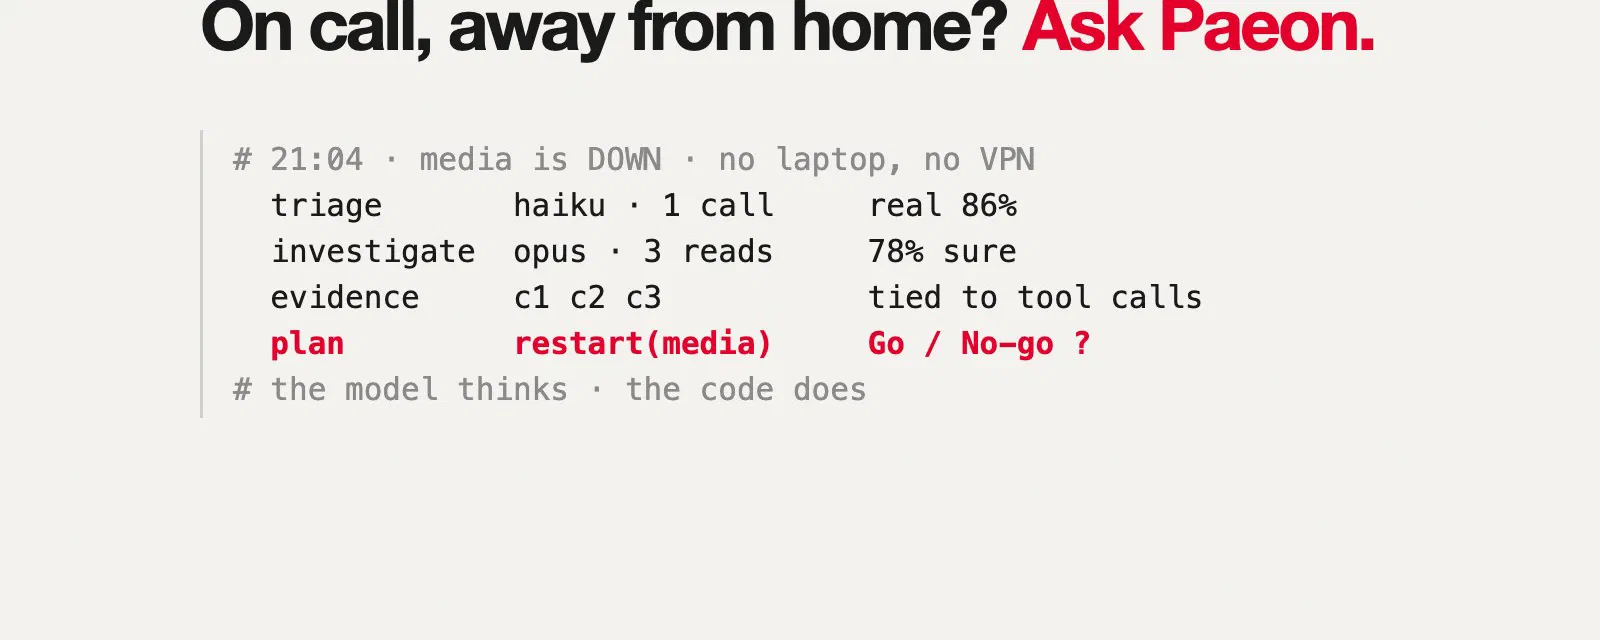 On call, away from home? Ask Paeon.
# 21:04 · media is DOWN · no laptop, no VPN
triage haiku · 1 call real 86%
investigate opus · 3 reads 78% sure
evidence c1 c2 c3 tied to tool calls
plan restart(media) Go / No-go ?
# the model thinks · the code does